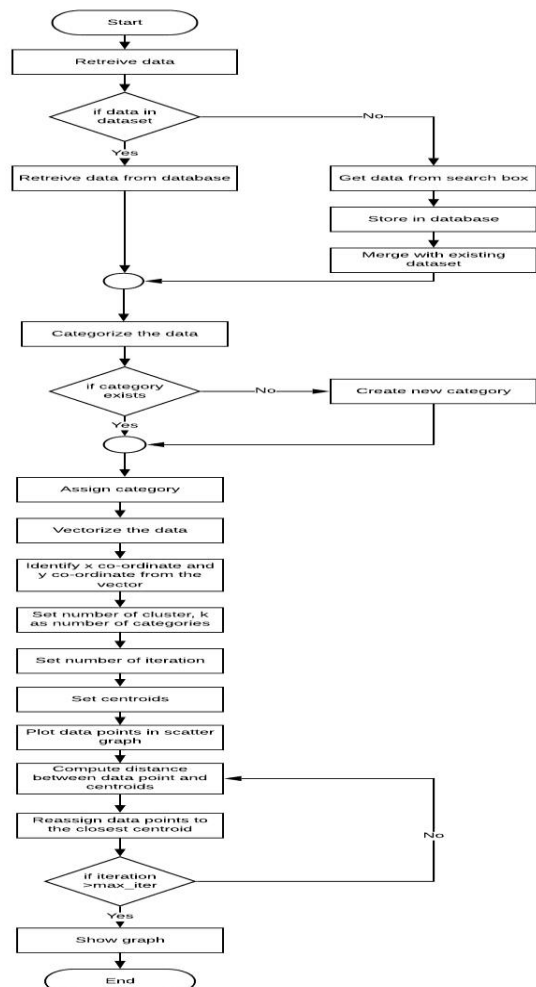 Start
Retreive data
if data in
dataset
No
Yes
Retreive data from database
Get data from search box
Store in database
Merge with existing
dataset
Categorize the data
if category
exists
No
Create new category
Yes
Assign category
Vectorize the data
Identify x co-ordinate and
y co-ordinate from the
vector
Set number of cluster, k
as number of categories
Set number of iteration
Set centroids
Plot data points in scatter
graph
Compute distance
between data point and
centroids
Reassign data points to
the closest centroid
No
if iteration
>max_iter
Yes
Show graph
End